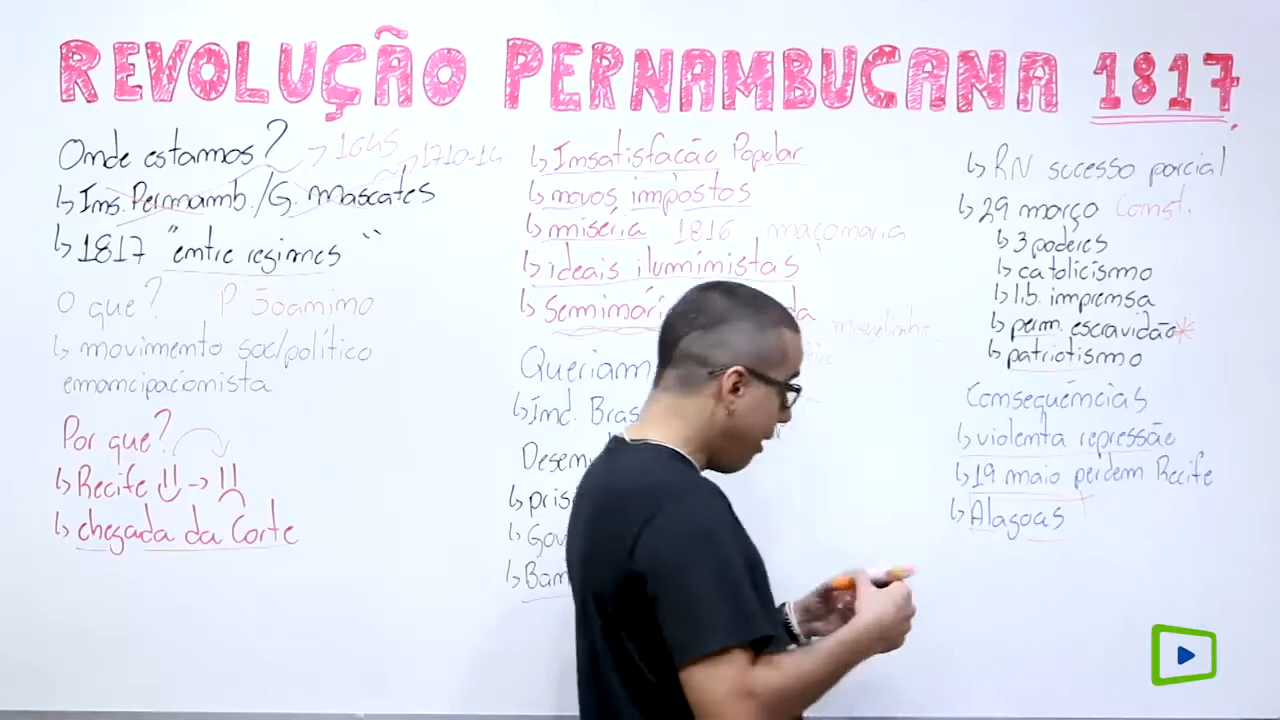 REVOLUÇÃO PERNAMBUCANA 1817
Onde estamos? → 1645 → 1710-14
↳ Ins. Pernamb./G. mascates
↳ 1817 "entre regimes"
O que? P Joanino
↳ movimento soc/político
emancipacionista
Por que?
↳ Recife →
↳ chegada da Corte
↳ Insatisfação Popular
↳ novos impostos
↳ miséria 1816 maçonaria
↳ ideais iluministas
↳ Seminári
Queriam
↳ Ind. Bras
Desem
↳ pris
↳ Gov
↳ Ban
↳ RN sucesso parcial
↳ 29 março Const.
↳ 3 poderes
↳ catolicismo
↳ lib. imprensa
↳ perm. escravidão*
↳ patriotismo
Consequências
↳ violenta repressão
↳ 19 maio perdem Recife
↳ Alagoas